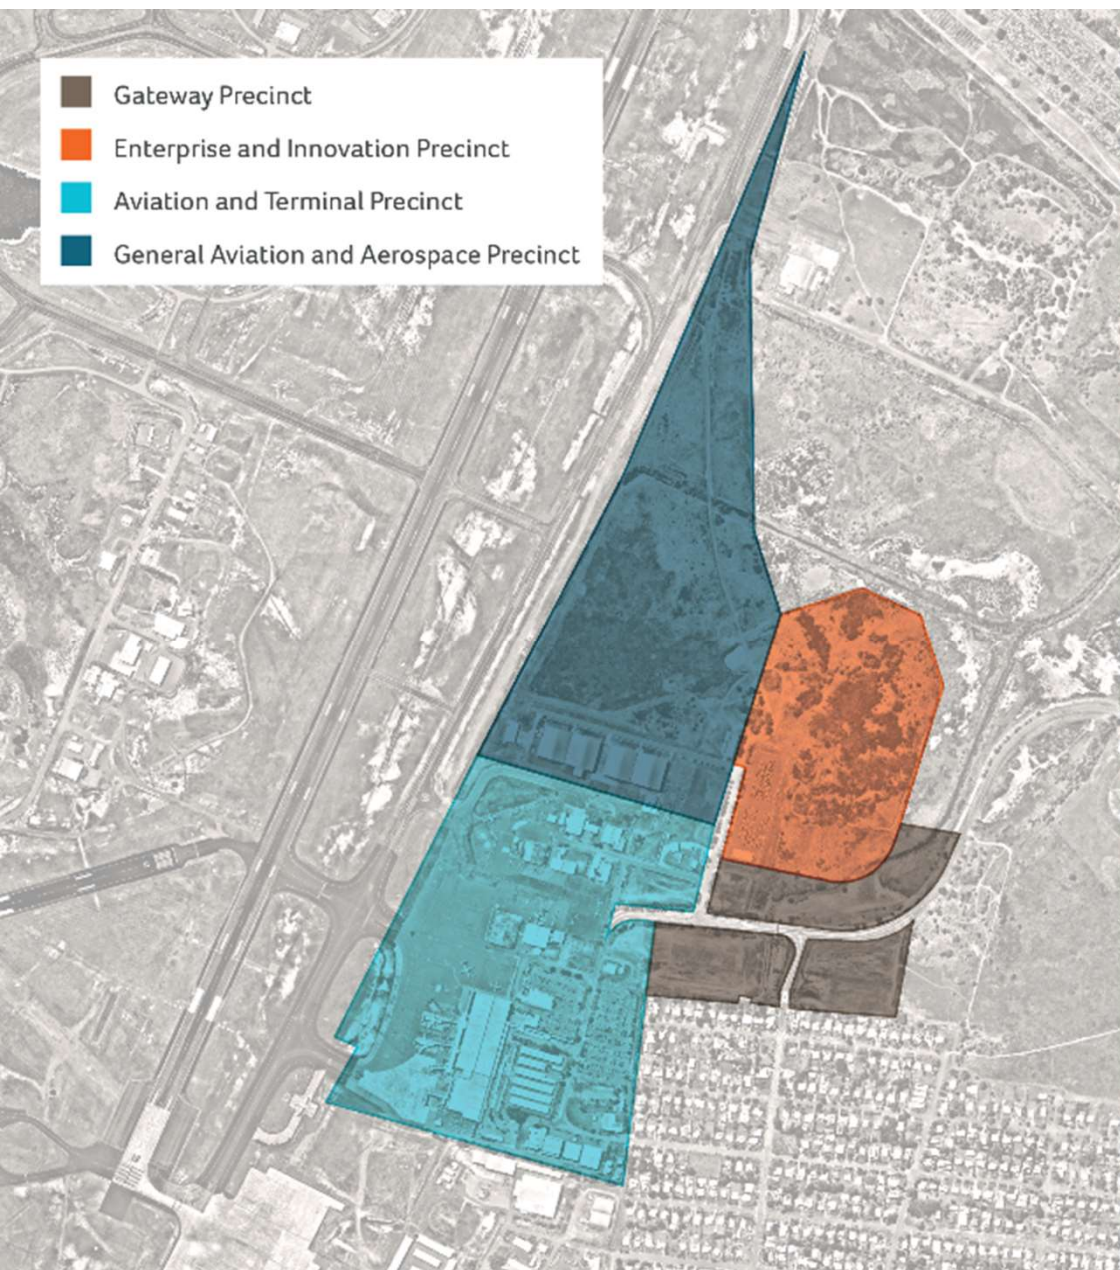 Gateway Precinct
Enterprise and Innovation Precinct
Aviation and Terminal Precinct
General Aviation and Aerospace Precinct